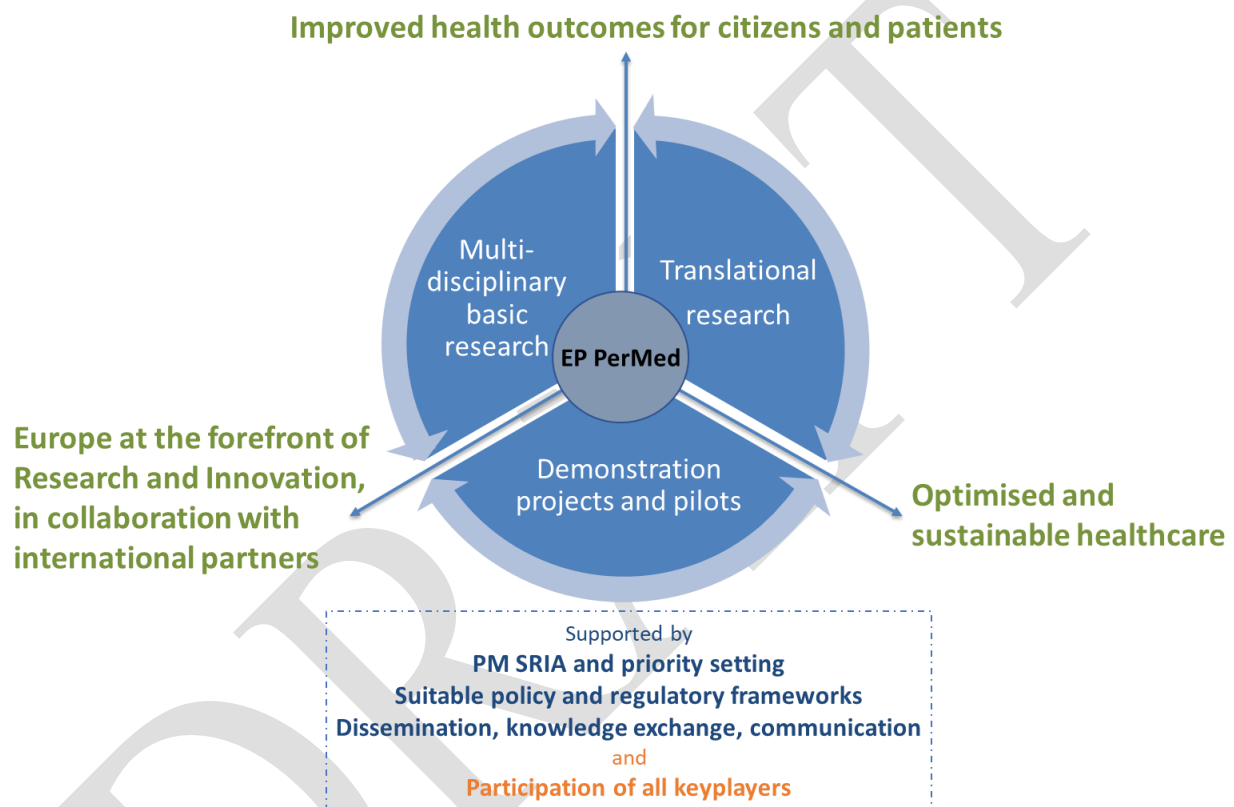 Improved health outcomes for citizens and patients
Multi-
disciplinary
basic
research
Translational
research
EP PerMed
Demonstration
projects and pilots
Europe at the forefront of
Research and Innovation,
in collaboration with
international partners
Optimised and
sustainable healthcare
Supported by
PM SRIA and priority setting
Suitable policy and regulatory frameworks
Dissemination, knowledge exchange, communication
and
Participation of all keyplayers
DRAFT